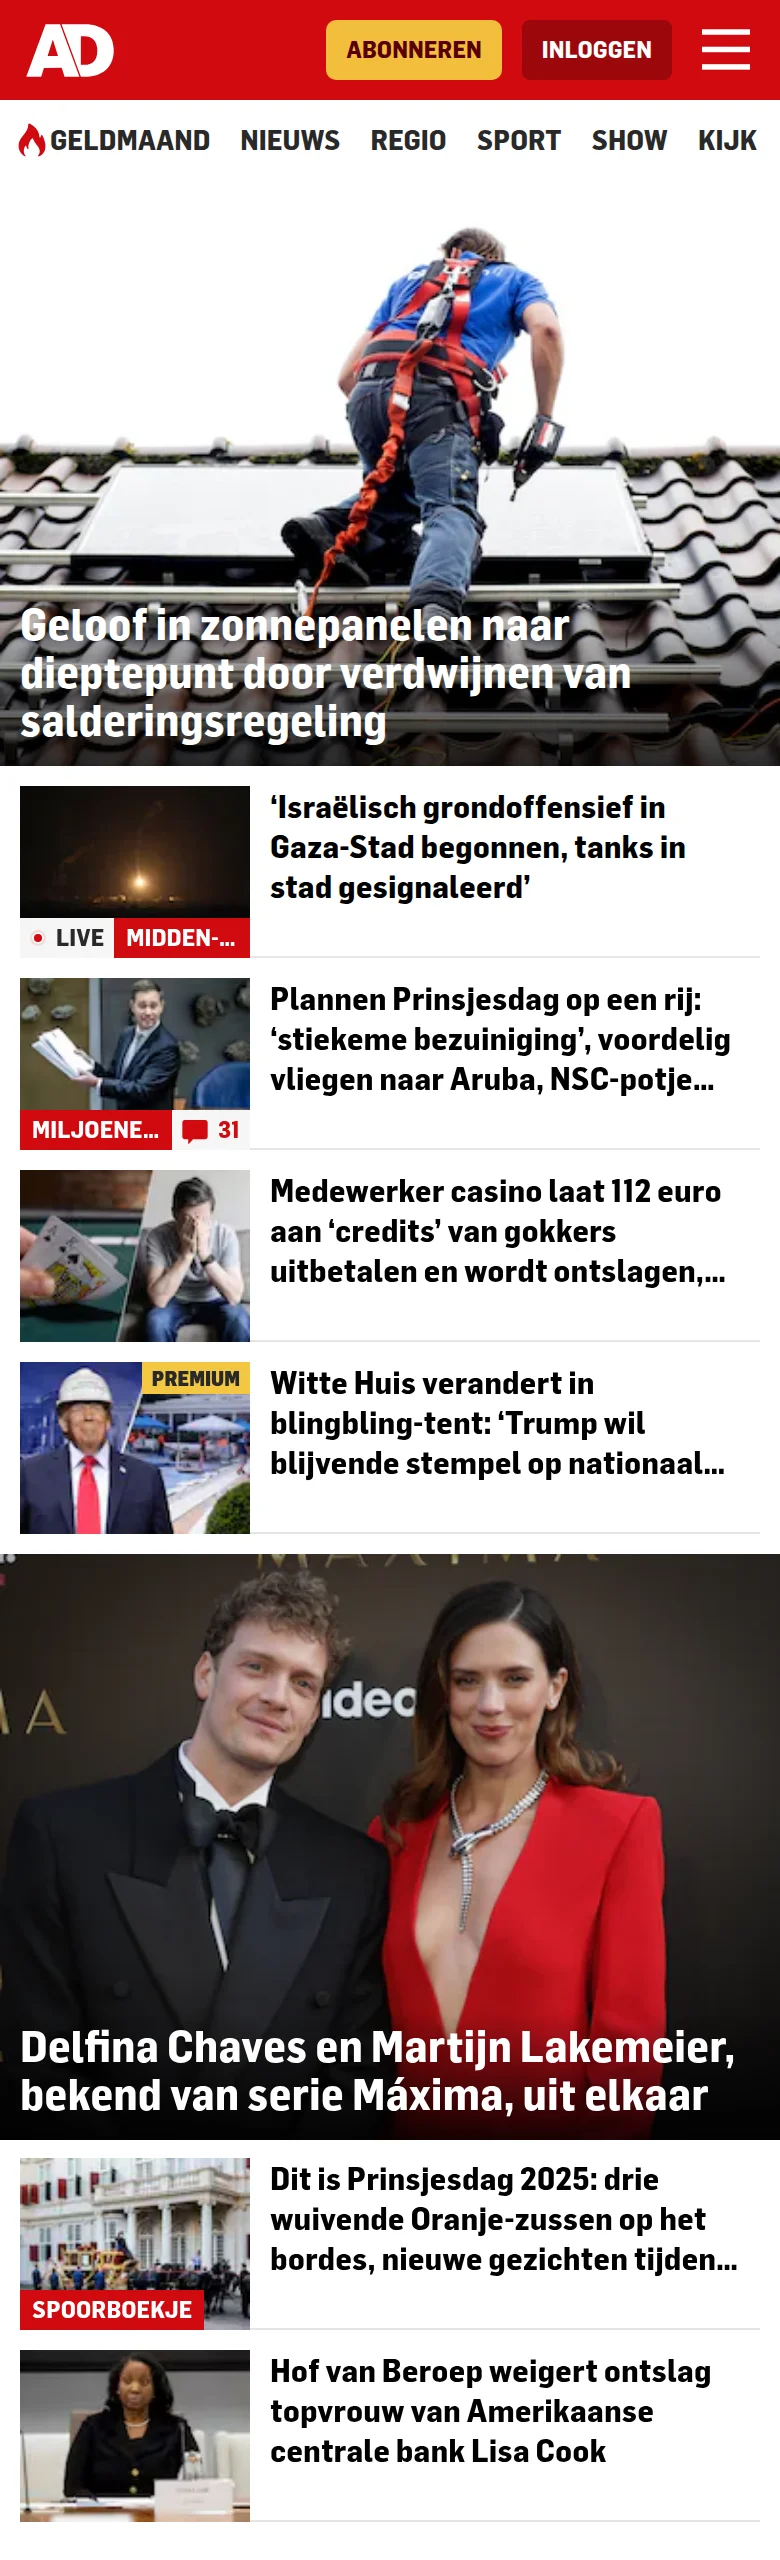 AD
ABONNEREN
INLOGGEN
GELDMAAND NIEUWS REGIO SPORT SHOW KIJK
Geloof in zonnepanelen naar
dieptepunt door verdwijnen van
salderingsregeling
‘Israëlisch grondoffensief in
Gaza-Stad begonnen, tanks in
stad gesignaleerd’
LIVE
MIDDEN-...
Plannen Prinsjesdag op een rij:
‘stiekeme bezuiniging’, voordelig
vliegen naar Aruba, NSC-potje...
MILJOENE...
31
Medewerker casino laat 112 euro
aan ‘credits’ van gokkers
uitbetalen en wordt ontslagen,...
PREMIUM
Witte Huis verandert in
blingbling-tent: ‘Trump wil
blijvende stempel op nationaal...
Delfina Chaves en Martijn Lakemeier,
bekend van serie Máxima, uit elkaar
Dit is Prinsjesdag 2025: drie
wuivende Oranje-zussen op het
bordes, nieuwe gezichten tijden...
SPOORBOEKJE
Hof van Beroep weigert ontslag
topvrouw van Amerikaanse
centrale bank Lisa Cook